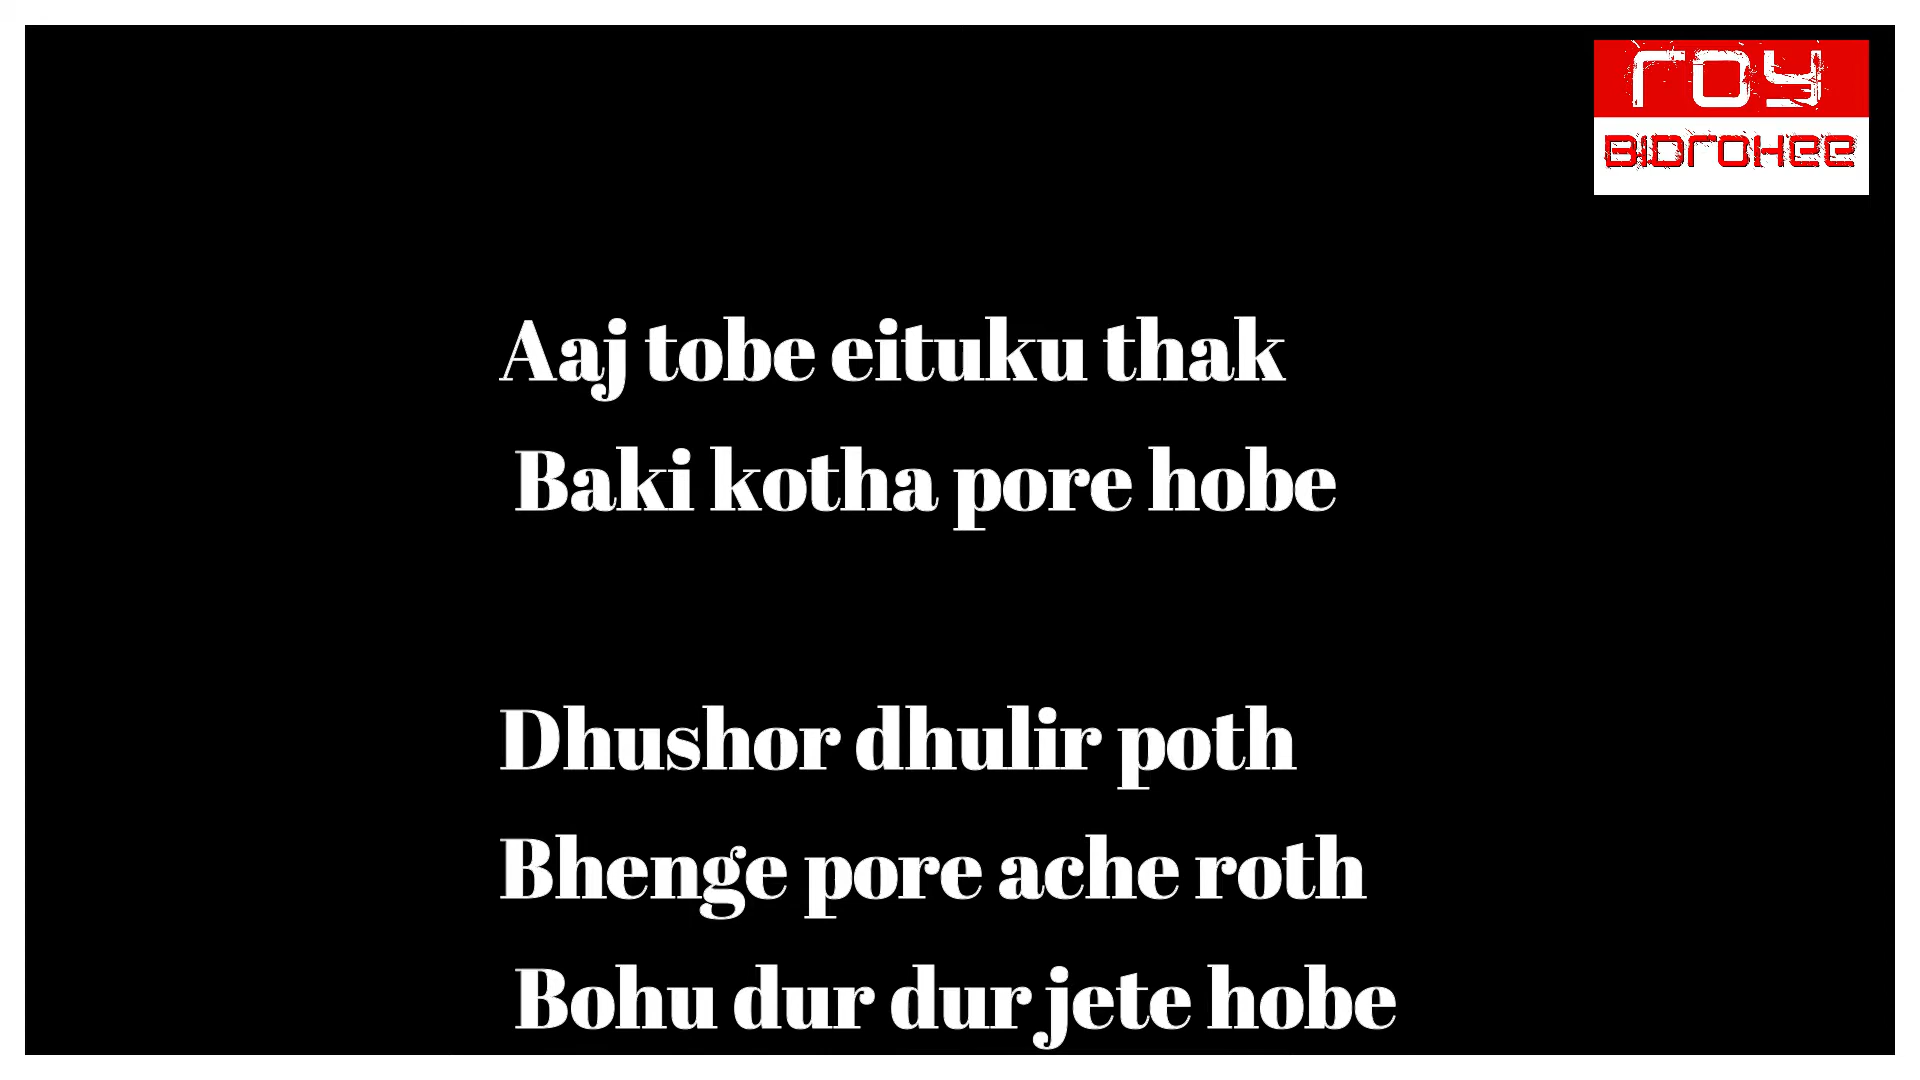 roy
BIDrOHEE
Aaj tobe eituku thak
Baki kotha pore hobe
Dhushor dhulir poth
Bhenge pore ache roth
Bohu dur dur jete hobe